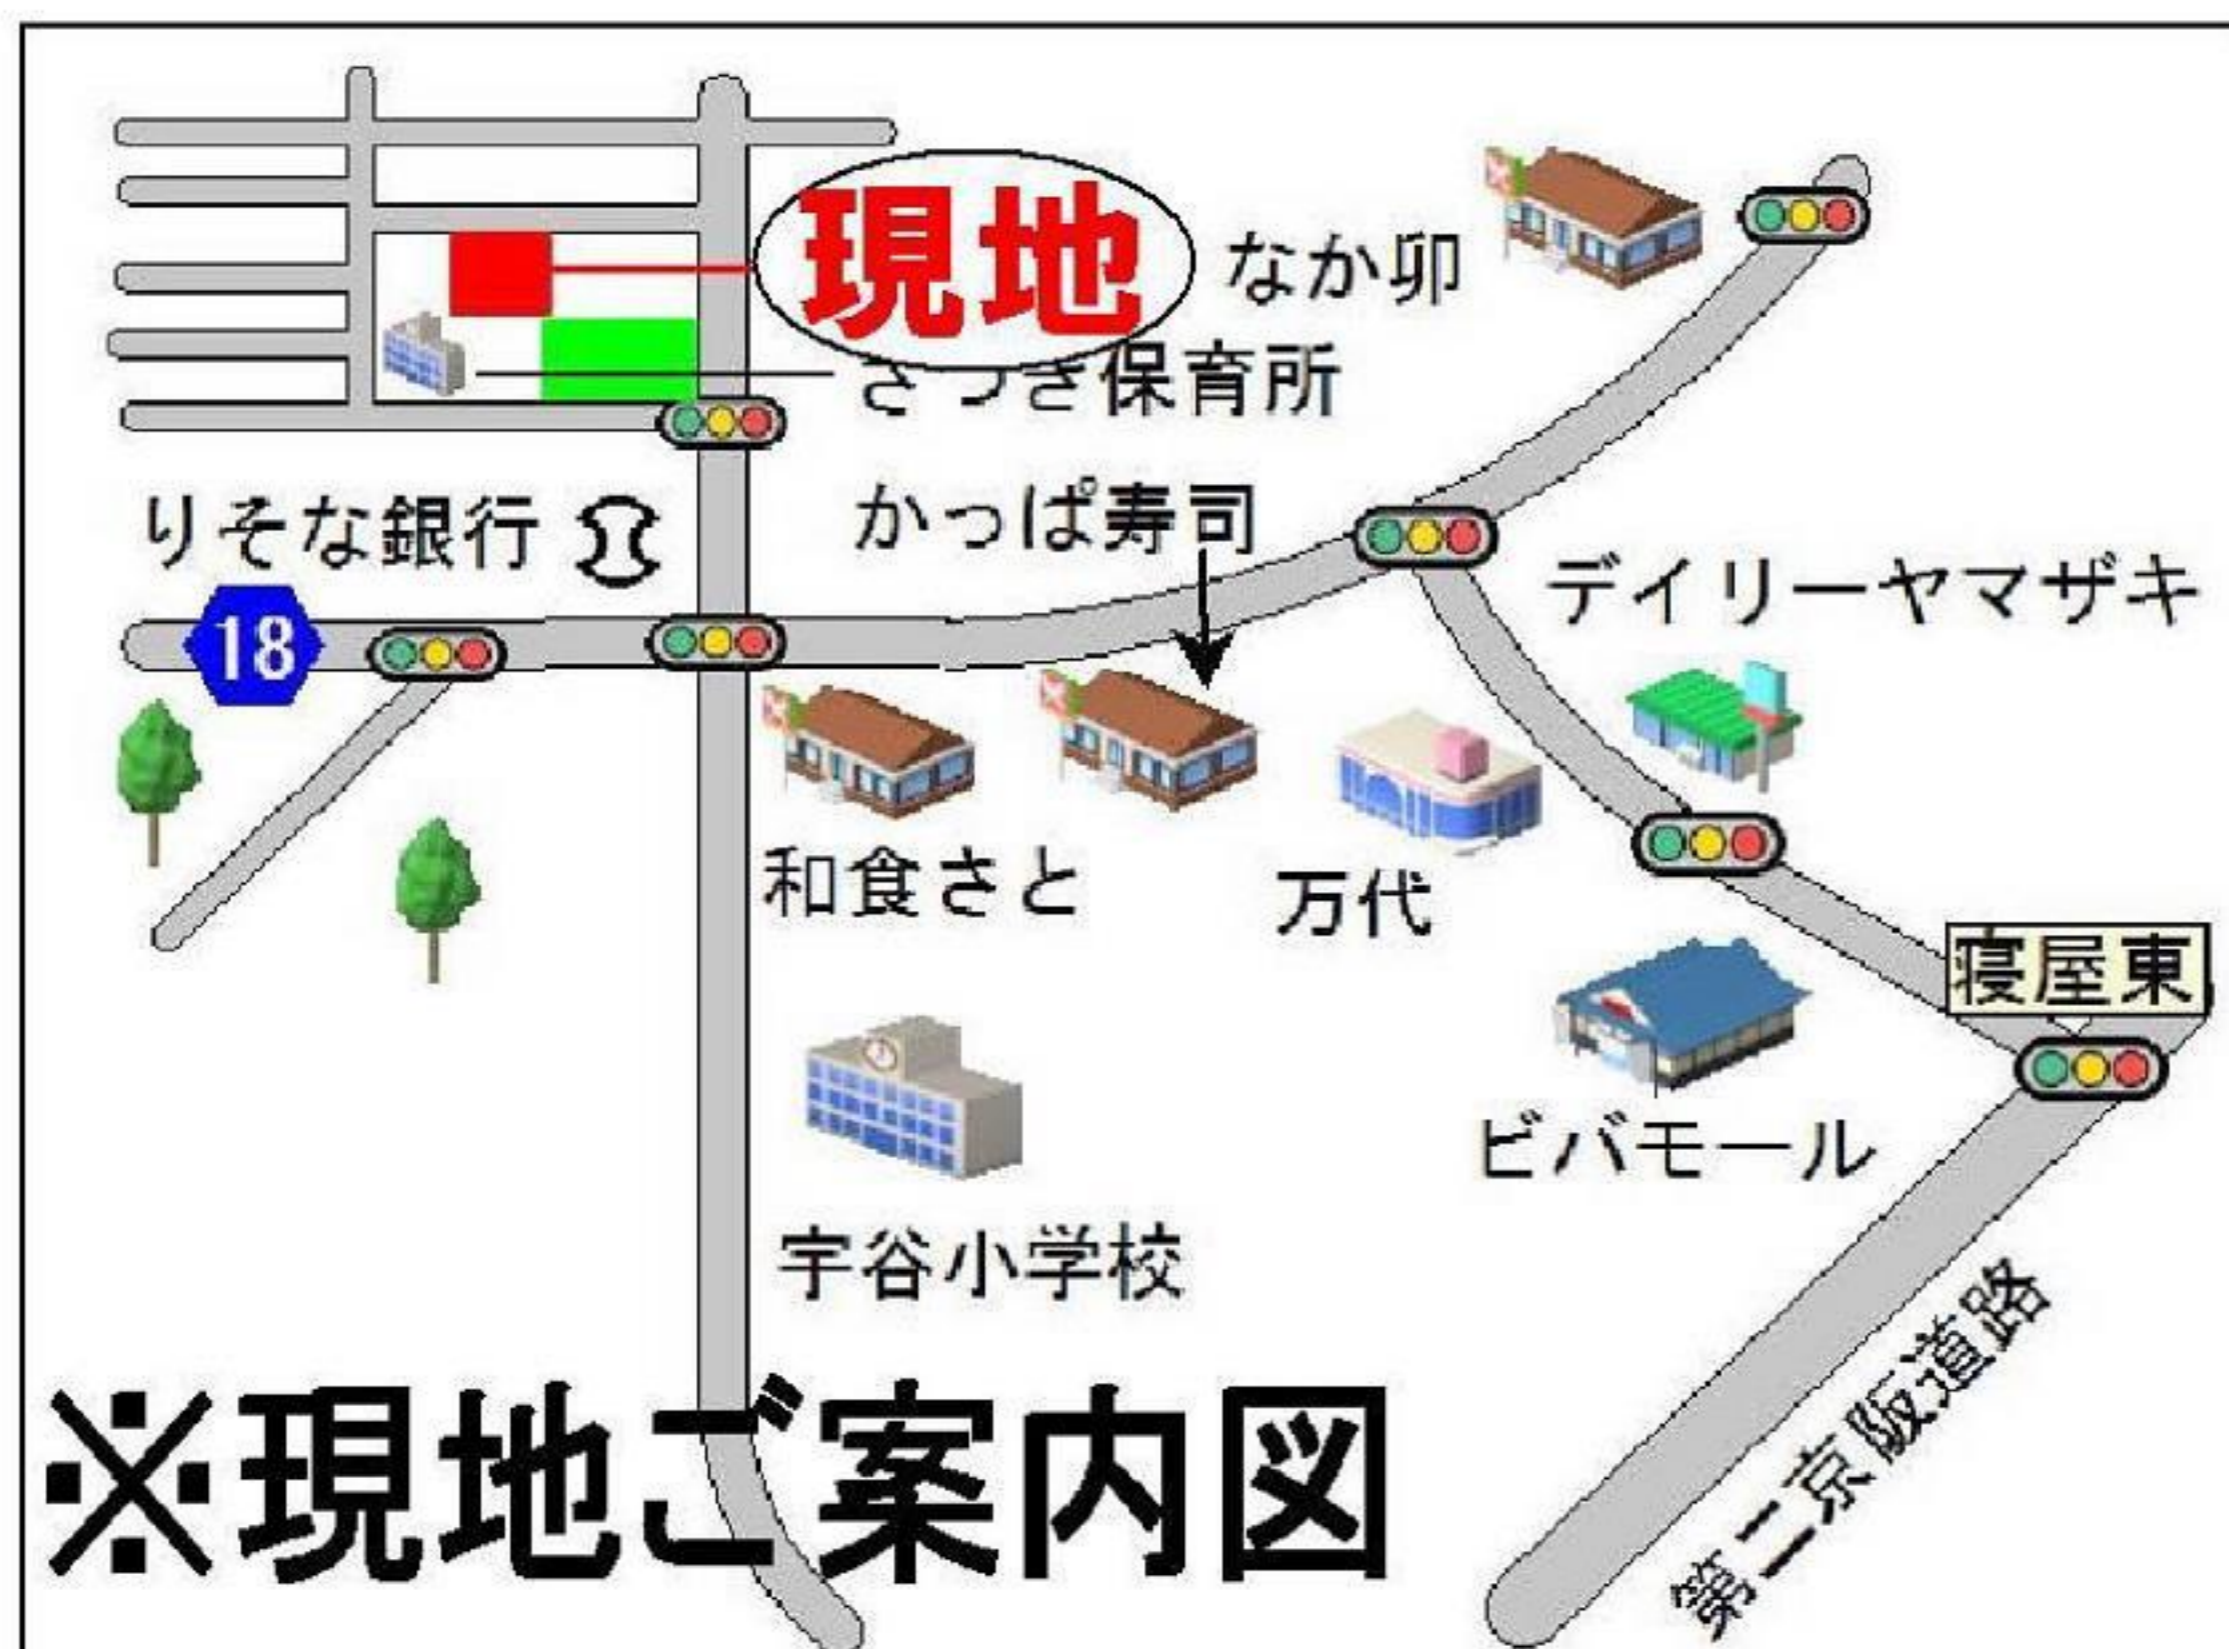 現地
なか卯
さつき保育所
りそな銀行
かっぱ寿司
18
デイリーヤマザキ
和食さと
万代
寝屋東
ビバモール
宇谷小学校
第二京阪道路
※現地ご案内図